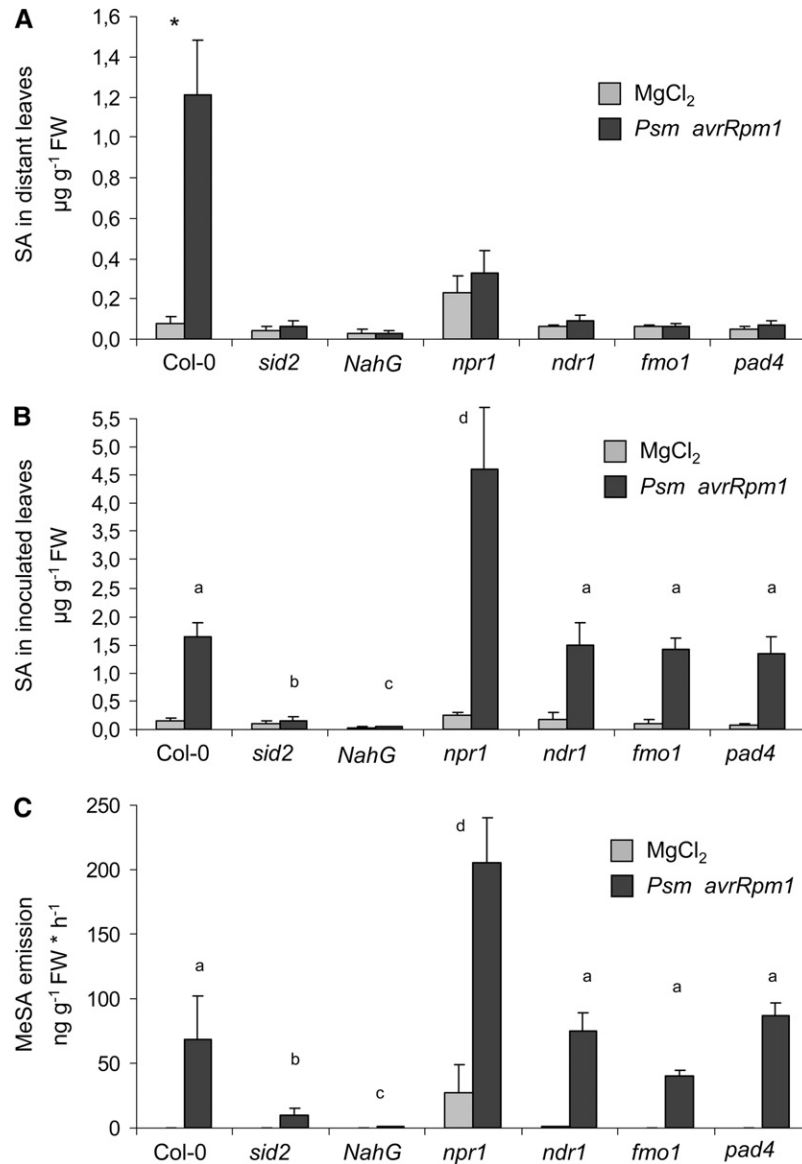 A
SA in distant leaves
µg g⁻¹ FW
1,6
1,4
1,2
1,0
0,8
0,6
0,4
0,2
0,0
*
MgCl₂
Psm avrRpm1
Col-0 sid2 NahG npr1 ndr1 fmo1 pad4
B
SA in inoculated leaves
µg g⁻¹ FW
5,5
5,0
4,5
4,0
3,5
3,0
2,5
2,0
1,5
1,0
0,5
0,0
a b c d a a a
MgCl₂
Psm avrRpm1
Col-0 sid2 NahG npr1 ndr1 fmo1 pad4
C
MeSA emission
ng g⁻¹ FW * h⁻¹
250
200
150
100
50
0
a b c d a a a
MgCl₂
Psm avrRpm1
Col-0 sid2 NahG npr1 ndr1 fmo1 pad4